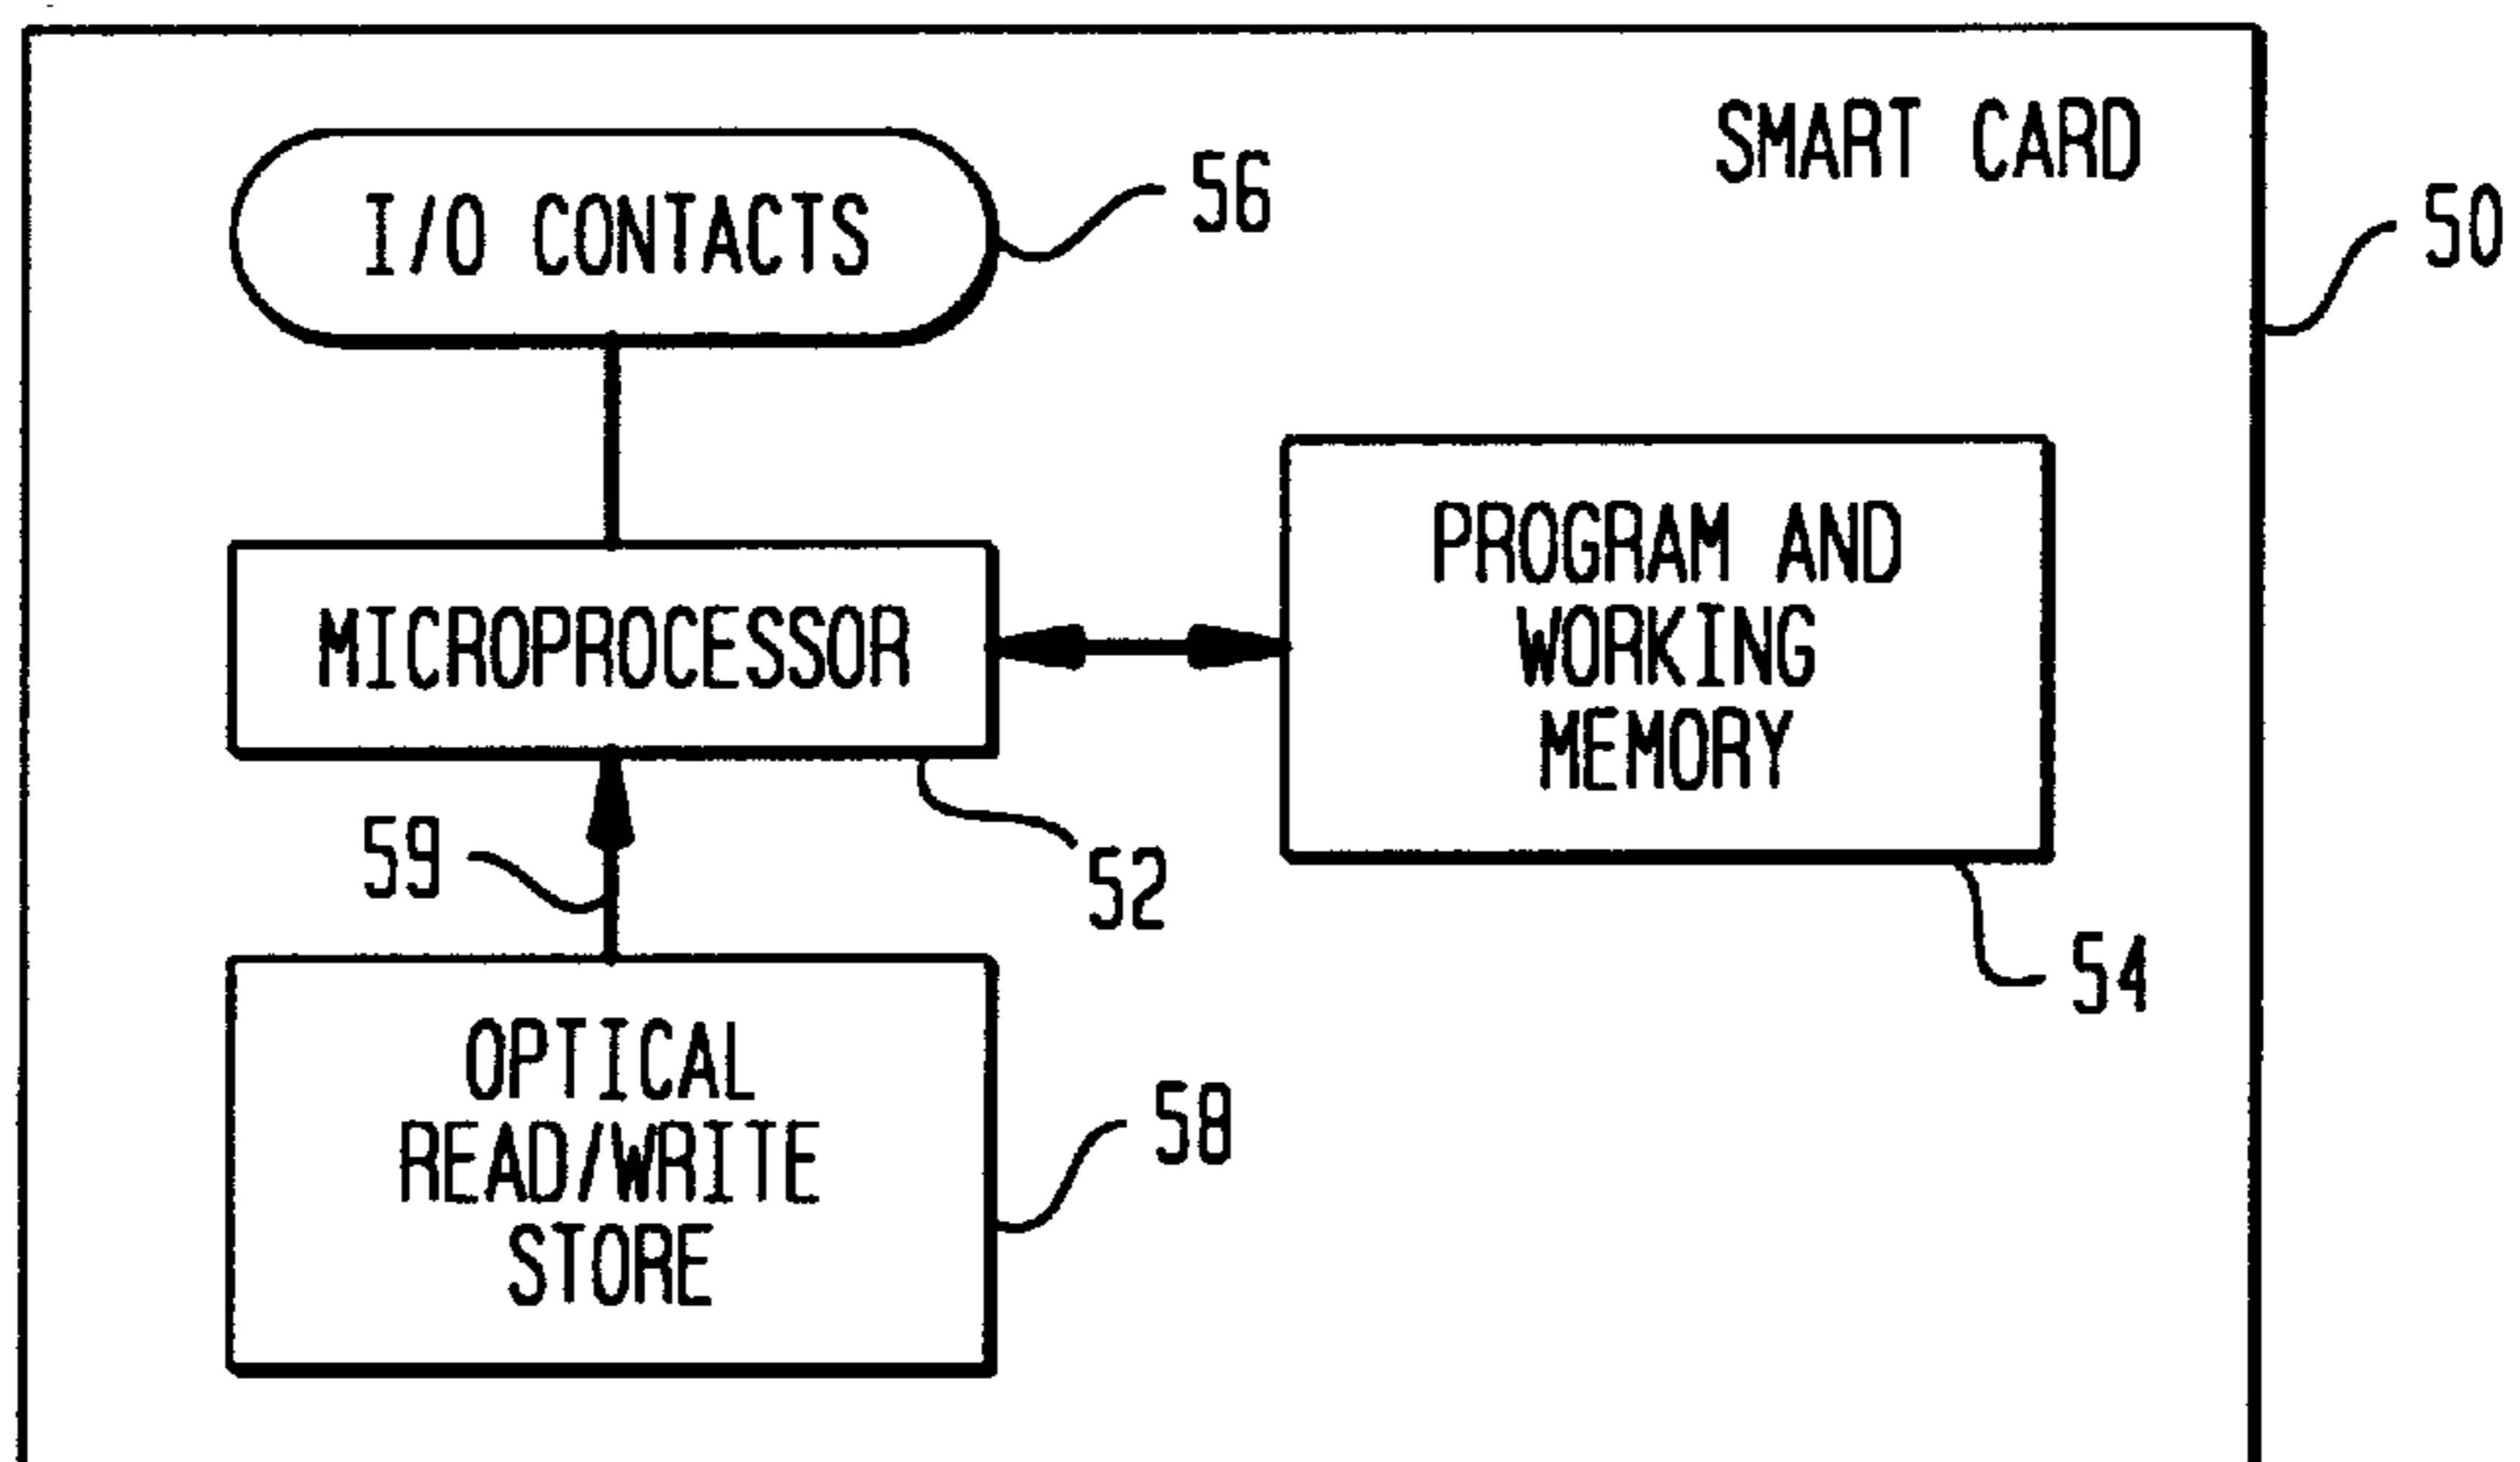 SMART CARD
50
I/O CONTACTS
56
PROGRAM AND
WORKING
MEMORY
54
MICROPROCESSOR
52
59
OPTICAL
READ/WRITE
STORE
58